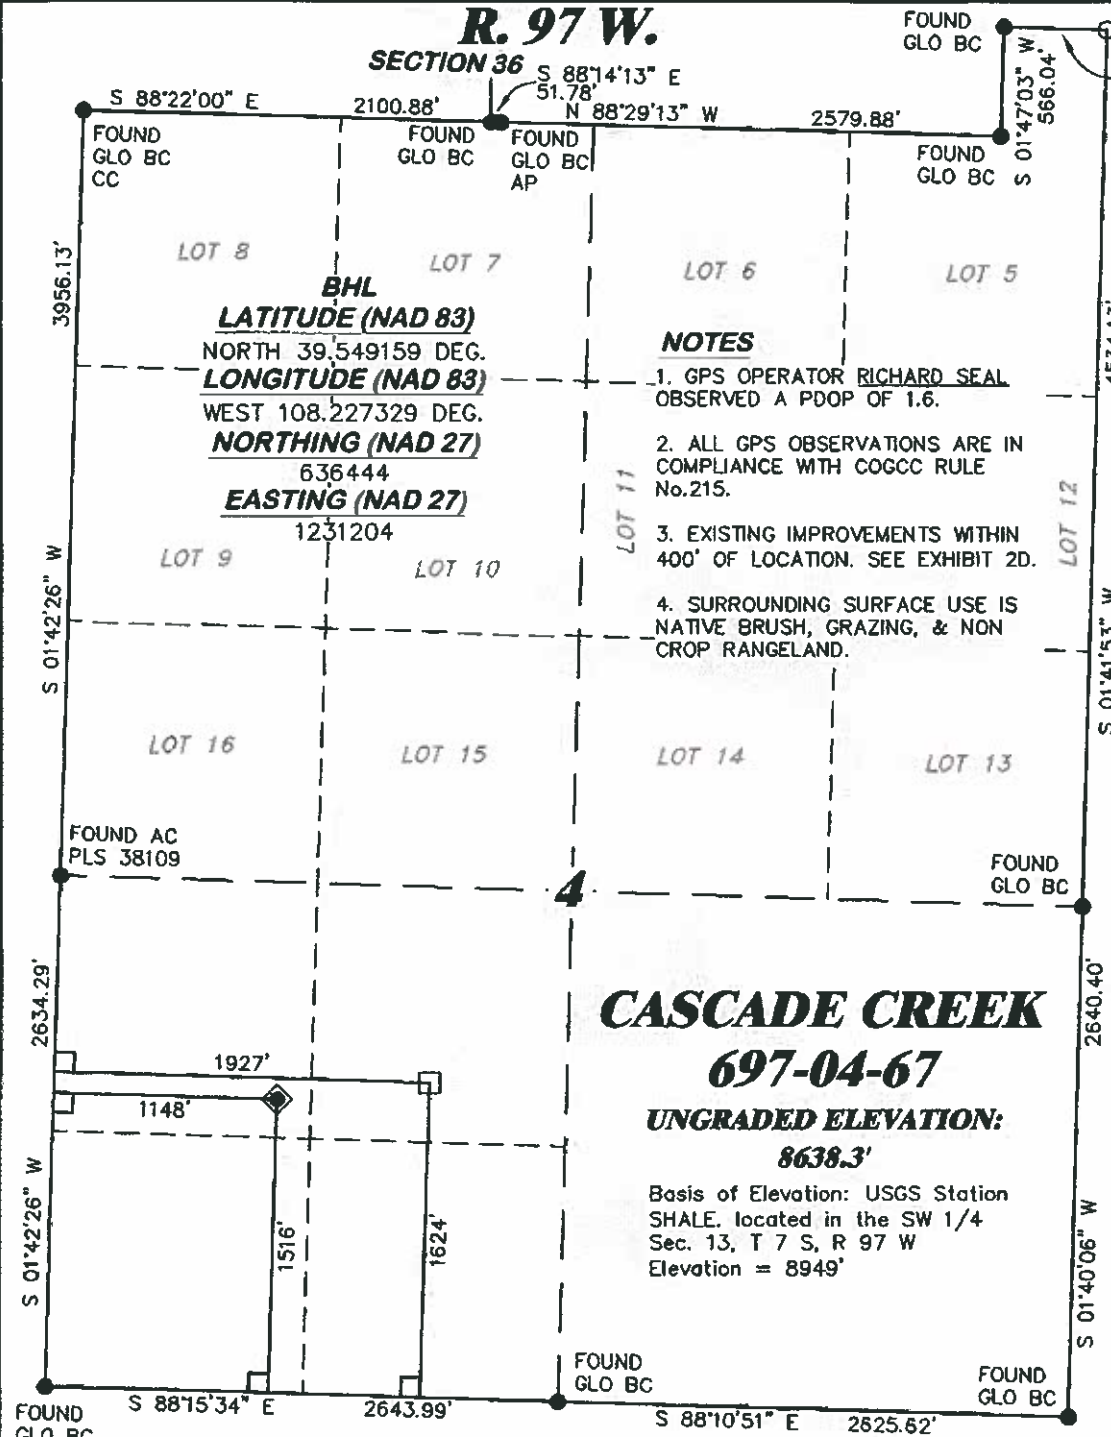 R. 97 W.
SECTION 36
S 88°14'13" E
51.78'
FOUND
GLO BC
S 01°47'03" W
566.04'
S 88°22'00" E
2100.88'
N 88°29'13" W
2579.88'
FOUND
GLO BC
CC
FOUND
GLO BC
FOUND
GLO BC
AP
FOUND
GLO BC
3956.13'
LOT 8
LOT 7
LOT 6
LOT 5
BHL
LATITUDE (NAD 83)
NORTH 39.549159 DEG.
LONGITUDE (NAD 83)
WEST 108.227329 DEG.
NORTHING (NAD 27)
636444
EASTING (NAD 27)
1231204
NOTES
1. GPS OPERATOR RICHARD SEAL
OBSERVED A PDOP OF 1.6.
2. ALL GPS OBSERVATIONS ARE IN
COMPLIANCE WITH COGCC RULE
No.215.
3. EXISTING IMPROVEMENTS WITHIN
400' OF LOCATION. SEE EXHIBIT 2D.
4. SURROUNDING SURFACE USE IS
NATIVE BRUSH, GRAZING, & NON
CROP RANGELAND.
LOT 9
LOT 10
LOT 11
LOT 12
S 01°42'26" W
S 01°41'53" W
LOT 16
LOT 15
LOT 14
LOT 13
FOUND AC
PLS 38109
FOUND
GLO BC
4
2634.29'
2640.40'
CASCADE CREEK
697-04-67
UNGRADED ELEVATION:
8638.3'
Basis of Elevation: USGS Station
SHALE. located in the SW 1/4
Sec. 13, T 7 S, R 97 W
Elevation = 8949'
1927'
1148'
1516'
1624'
S 01°42'26" W
S 01°40'06" W
FOUND
GLO BC
FOUND
GLO BC
FOUND
GLO BC
S 88°15'34" E
2643.99'
S 88°10'51" E
2625.62'